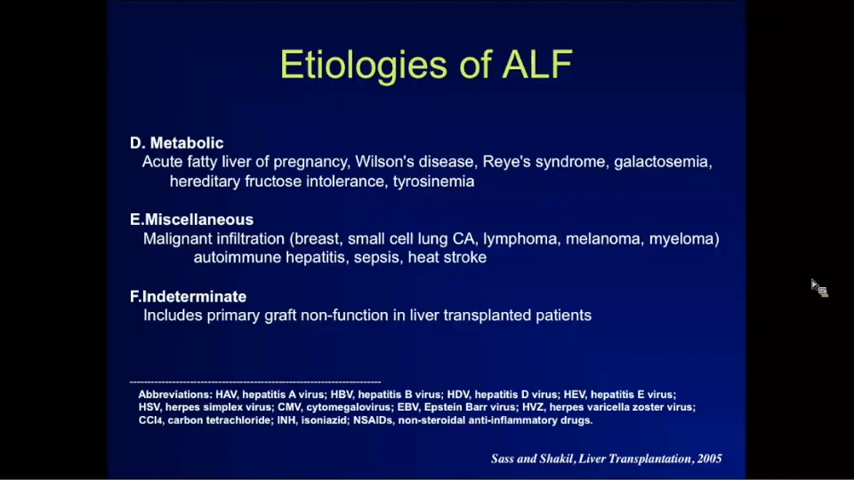 Etiologies of ALF
D. Metabolic
Acute fatty liver of pregnancy, Wilson's disease, Reye's syndrome, galactosemia,
hereditary fructose intolerance, tyrosinemia
E.Miscellaneous
Malignant infiltration (breast, small cell lung CA, lymphoma, melanoma, myeloma)
autoimmune hepatitis, sepsis, heat stroke
F.Indeterminate
Includes primary graft non-function in liver transplanted patients
Abbreviations: HAV, hepatitis A virus; HBV, hepatitis B virus; HDV, hepatitis D virus; HEV, hepatitis E virus;
HSV, herpes simplex virus; CMV, cytomegalovirus; EBV, Epstein Barr virus; HVZ, herpes varicella zoster virus;
CCl4, carbon tetrachloride; INH, isoniazid; NSAIDs, non-steroidal anti-inflammatory drugs.
Sass and Shakil, Liver Transplantation, 2005